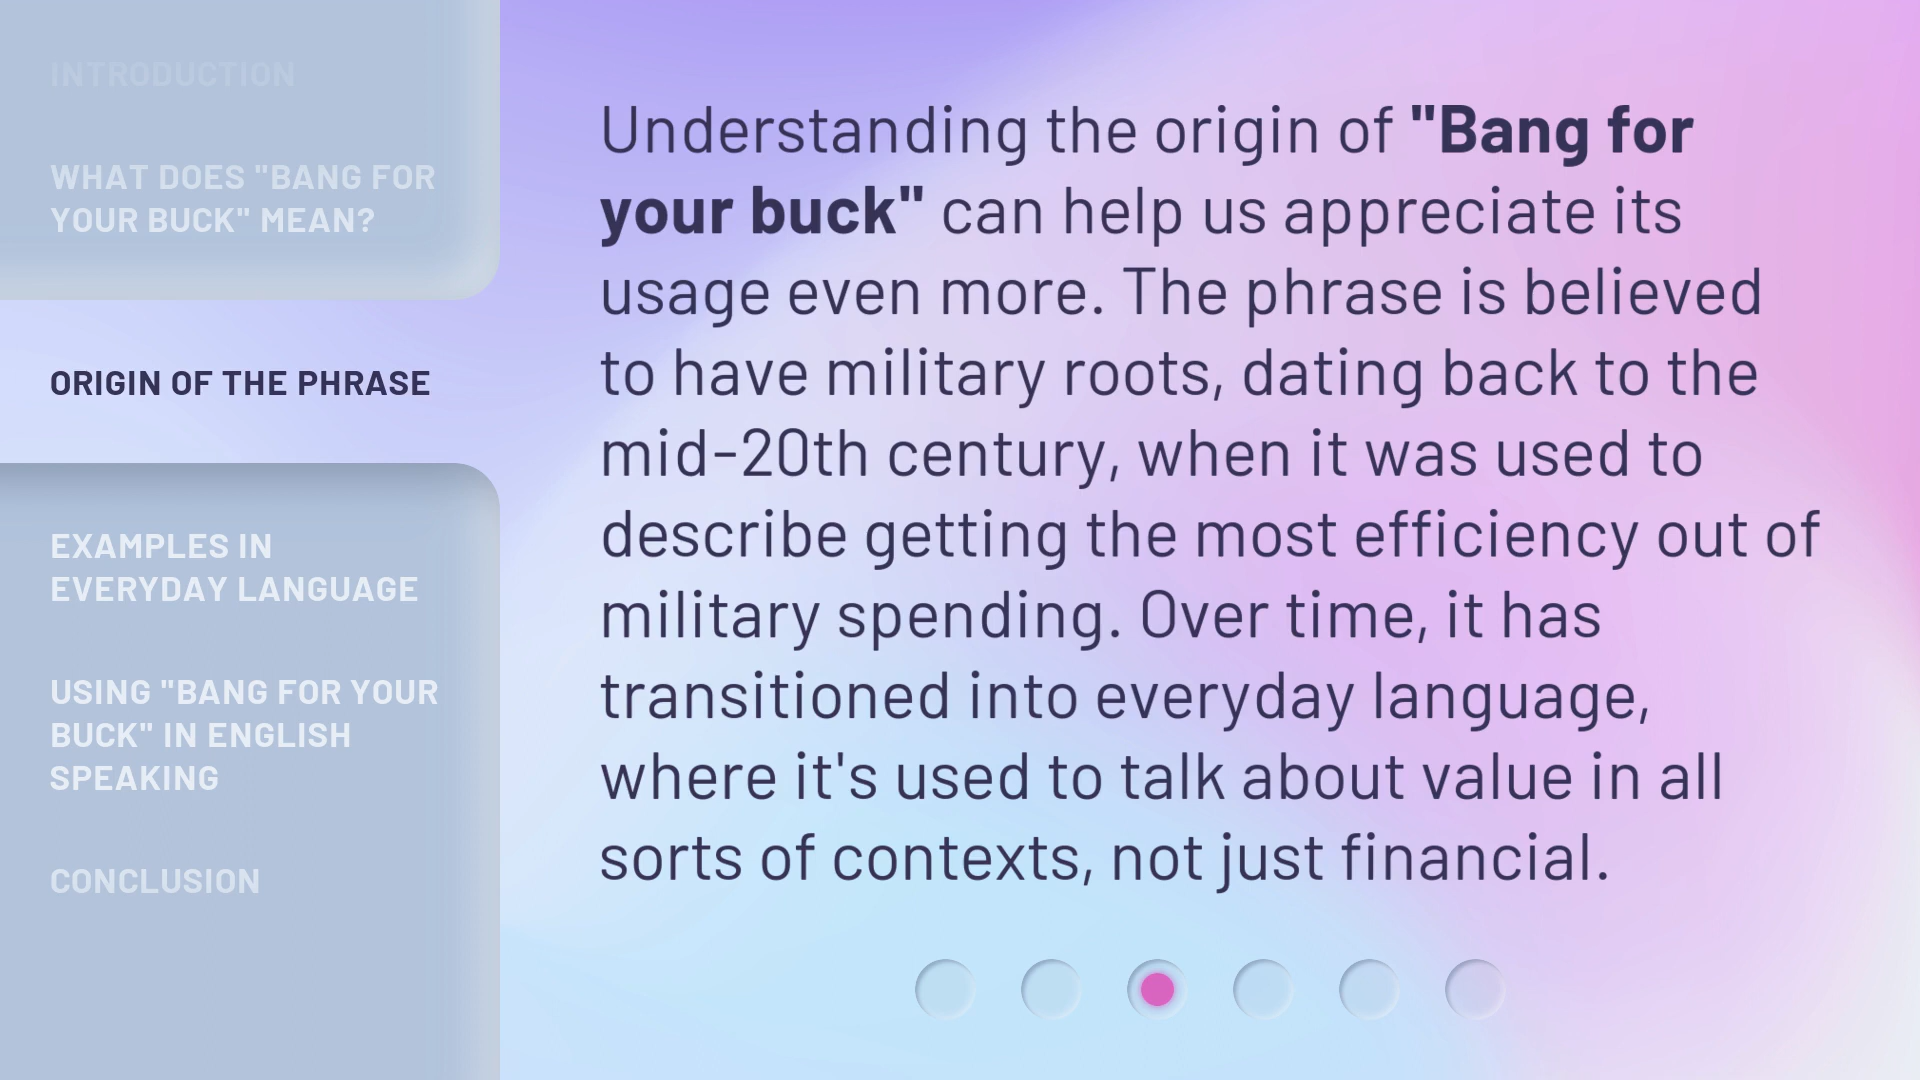 INTRODUCTION
WHAT DOES "BANG FOR
YOUR BUCK" MEAN?
ORIGIN OF THE PHRASE
EXAMPLES IN
EVERYDAY LANGUAGE
USING "BANG FOR YOUR
BUCK" IN ENGLISH
SPEAKING
CONCLUSION
Understanding the origin of "Bang for
your buck" can help us appreciate its
usage even more. The phrase is believed
to have military roots, dating back to the
mid-20th century, when it was used to
describe getting the most efficiency out of
military spending. Over time, it has
transitioned into everyday language,
where it's used to talk about value in all
sorts of contexts, not just financial.